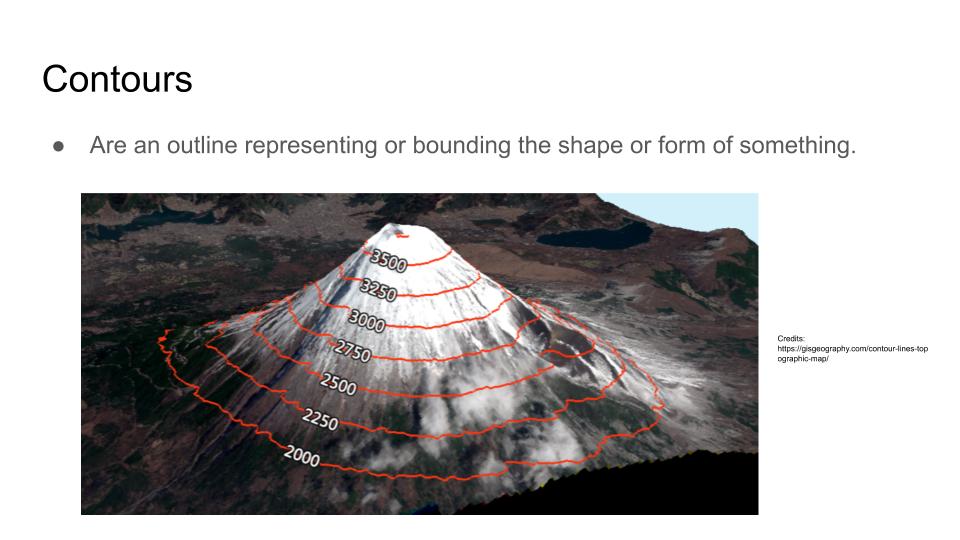 Contours
● Are an outline representing or bounding the shape or form of something.
3500
3250
3000
2750
2500
2250
2000
Credits:
https://gisgeography.com/contour-lines-top
ographic-map/